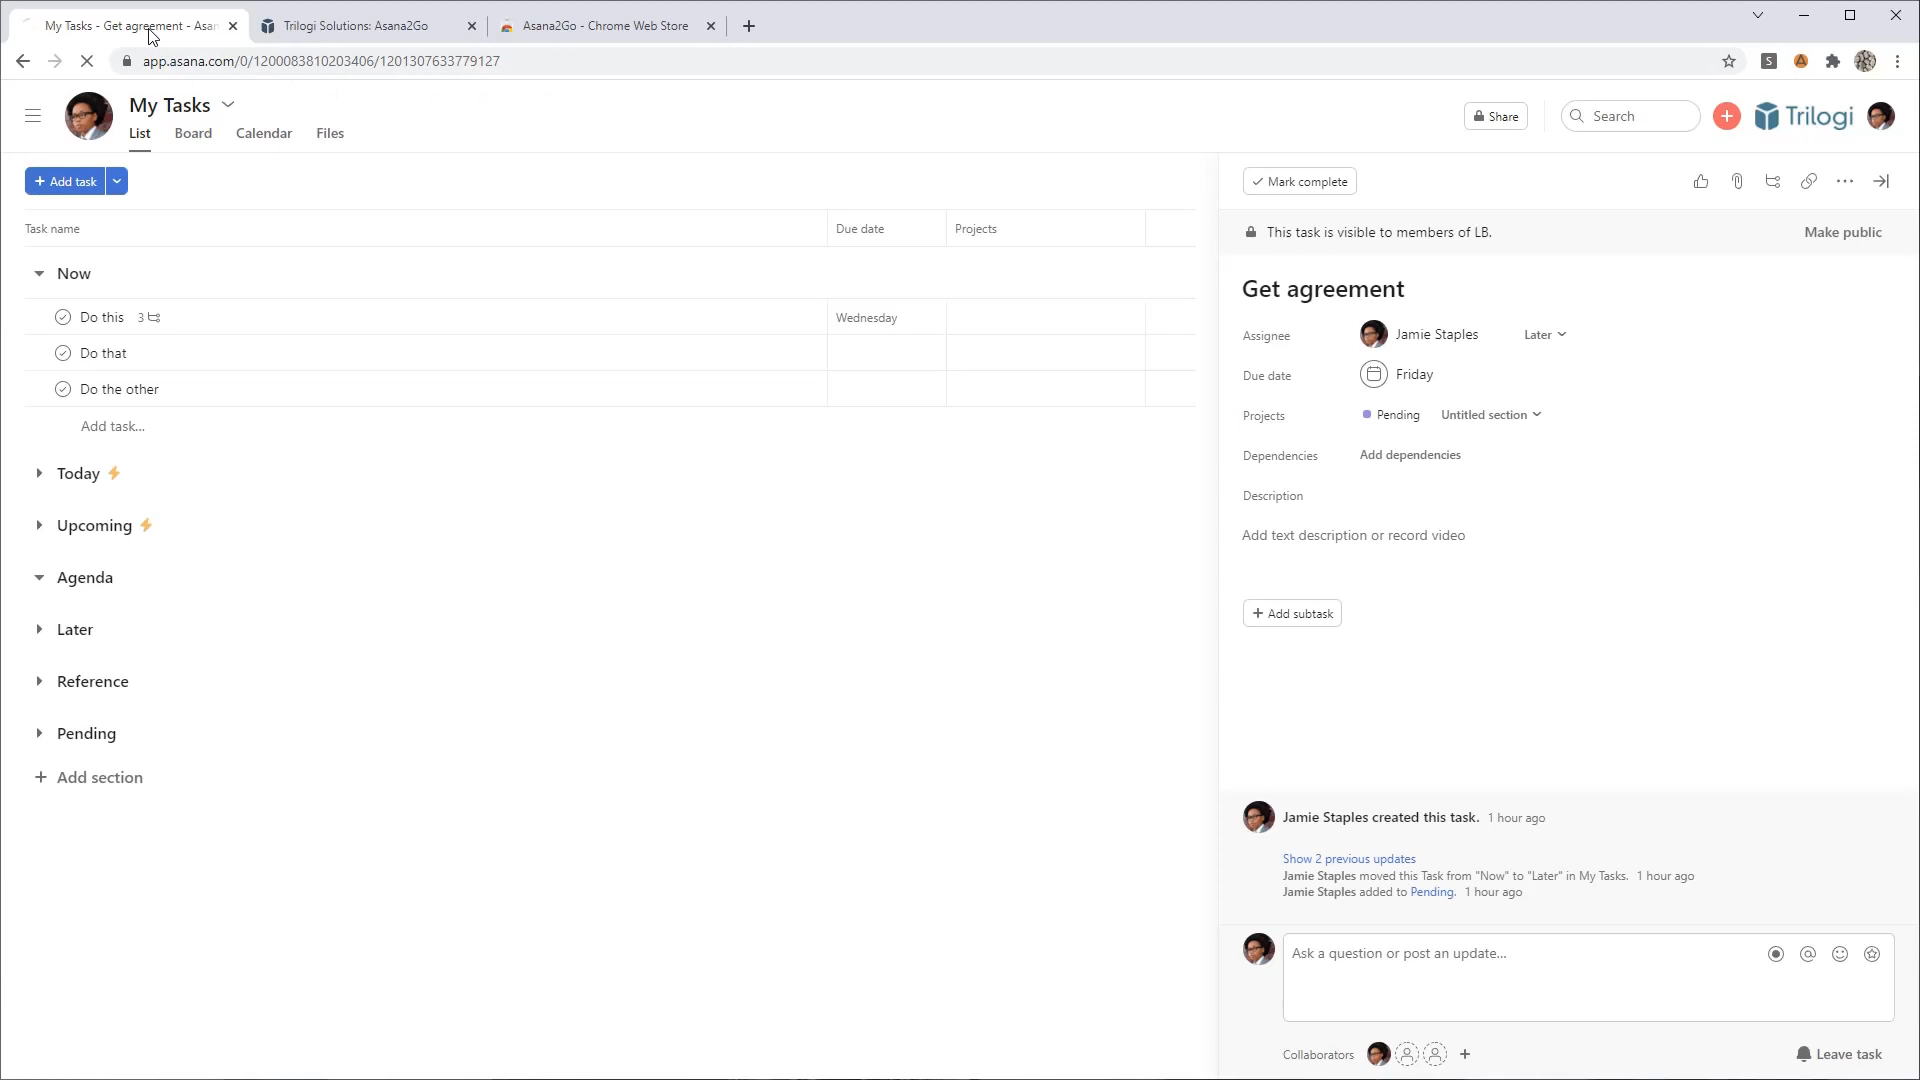 My Tasks - Get agreement - Asan
Trilogi Solutions: Asana2Go
Asana2Go - Chrome Web Store
app.asana.com/0/1200083810203406/1201307633779127
S
My Tasks
List
Board
Calendar
Files
Share
Search
Trilogi
+ Add task
Mark complete
Task name
Due date
Projects
This task is visible to members of LB.
Make public
Now
Do this 3
Wednesday
Do that
Do the other
Add task...
Today
Upcoming
Agenda
Later
Reference
Pending
+ Add section
Get agreement
Assignee
Jamie Staples
Later
Due date
Friday
Projects
Pending
Untitled section
Dependencies
Add dependencies
Description
Add text description or record video
+ Add subtask
Jamie Staples created this task. 1 hour ago
Show 2 previous updates
Jamie Staples moved this Task from "Now" to "Later" in My Tasks. 1 hour ago
Jamie Staples added to Pending. 1 hour ago
Ask a question or post an update...
Collaborators
Leave task